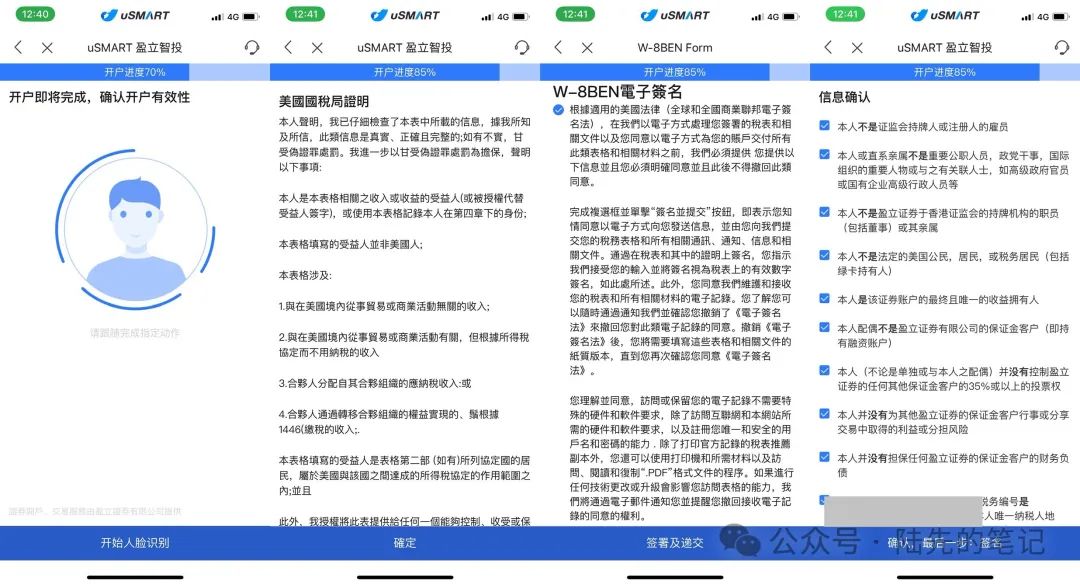 12:40
uSMART
4G
uSMART 盈立智投
开户进度70%
开户即将完成，确认开户有效性
请跟随完成指定动作
證券開戶、交易服務由盈立證券有限公司提供
开始人脸识别
12:41
uSMART
4G
uSMART 盈立智投
开户进度85%
美國國稅局證明
本人聲明，我已仔細檢查了本表中所載的信息，據我所知
及所信，此類信息是真實、正確且完整的;如有不實，甘
受偽證罪處罰。我進一步以甘受偽證罪處罰為擔保，聲明
以下事項:
本人是本表格相關之收入或收益的受益人(或被授權代替
受益人簽字)，或使用本表格記錄本人在第四章下的身份;
本表格填寫的受益人並非美國人;
本表格涉及:
1.與在美國境內從事貿易或商業活動無關的收入;
2.與在美國境內從事貿易或商業活動有關，但根據所得稅
協定而不用納稅的收入
3.合夥人分配自其合夥組織的應納稅收入:或
4.合夥人通過轉移合夥組織的權益實現的、鬚根據
1446(繳稅的收入;.
本表格填寫的受益人是表格第二部 (如有)所列協定國的居
民，屬於美國與該國之間達成的所得稅協定的作用範圍之
內;並且
此外、我授權將此表提供給任何一個能夠控制、收受或保
確定
12:41
uSMART
4G
W-8BEN Form
开户进度85%
W-8BEN電子簽名
根據適用的美國法律（全球和全國商業聯邦電子簽
名法），在我們以電子方式處理您簽署的稅表和相
關文件以及您同意以電子方式為您的賬戶交付所有
此類表格和相關材料之前，我們必須提供 您提供以
下信息並且您必須明確同意並且此後不得撤回此類
同意。
完成複選框並單擊“簽名並提交”按鈕，即表示您知
情同意以電子方式向您發送信息，並由您向我們提
交您的稅務表格和所有相關通訊、通知、信息和相
關文件。通過在稅表和其中的證明上簽名，您指示
我們接受您的輸入並將簽名視為稅表上的有效數字
簽名，如此處所述。此外，您同意我們維護和接收
您的稅表和所有相關材料的電子記錄。您了解您可
以隨時通過通知我們並確認您撤銷了《電子簽名
法》來撤回您對此類電子記錄的同意。撤銷《電子
簽名法》後，您將需要填寫這些表格和相關文件的
紙質版本，直到您再次確認您同意《電子簽名
法》。
您理解並同意，訪問或保留您的電子記錄不需要特
殊的硬件和軟件要求，除了訪問互聯網和本網站所
需的硬件和軟件要求，以及註冊您唯一和安全的用
戶名和密碼的能力 . 除了打印官方記錄的稅表推薦
副本外，您還可以使用打印機和所需材料以及訪
問、閱讀和復制“.PDF”格式文件的程序。如果進行
任何技術更改或升級會影響您訪問表格的能力，我
們將通過電子郵件通知您並提醒您撤回接收電子記
錄的同意的權利。
签署及递交
12:41
uSMART
4G
uSMART 盈立智投
开户进度85%
信息确认
本人不是证监会持牌人或注册人的雇员
本人或直系亲属不是重要公职人员，政党干事，国际
组织的重要人物或与之有关联人士，如高级政府官员
或国有企业高级行政人员等
本人不是盈立证券于香港证监会的持牌机构的职员
（包括董事）或其亲属
本人不是法定的美国公民，居民，或税务居民（包括
绿卡持有人）
本人是该证券账户的最终且唯一的收益拥有人
本人配偶不是盈立证券有限公司的保证金客户（即持
有融资账户）
本人（不论是单独或与本人之配偶）并没有控制盈立
证券的任何其他保证金客户的35%或以上的投票权
本人并没有为其他盈立证券的保证金客户行事或分享
交易中取得的利益或分担风险
本人并没有担保任何盈立证券的保证金客户的财务负
债
税务编号是
人唯一纳税人地
确认，最后一步：签名
公众号·陆先的笔记